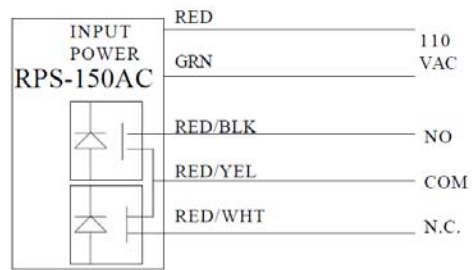 RED
INPUT
POWER
110
VAC
GRN
RPS-150AC
RED/BLK
NO
RED/YEL
COM
RED/WHT
N.C.